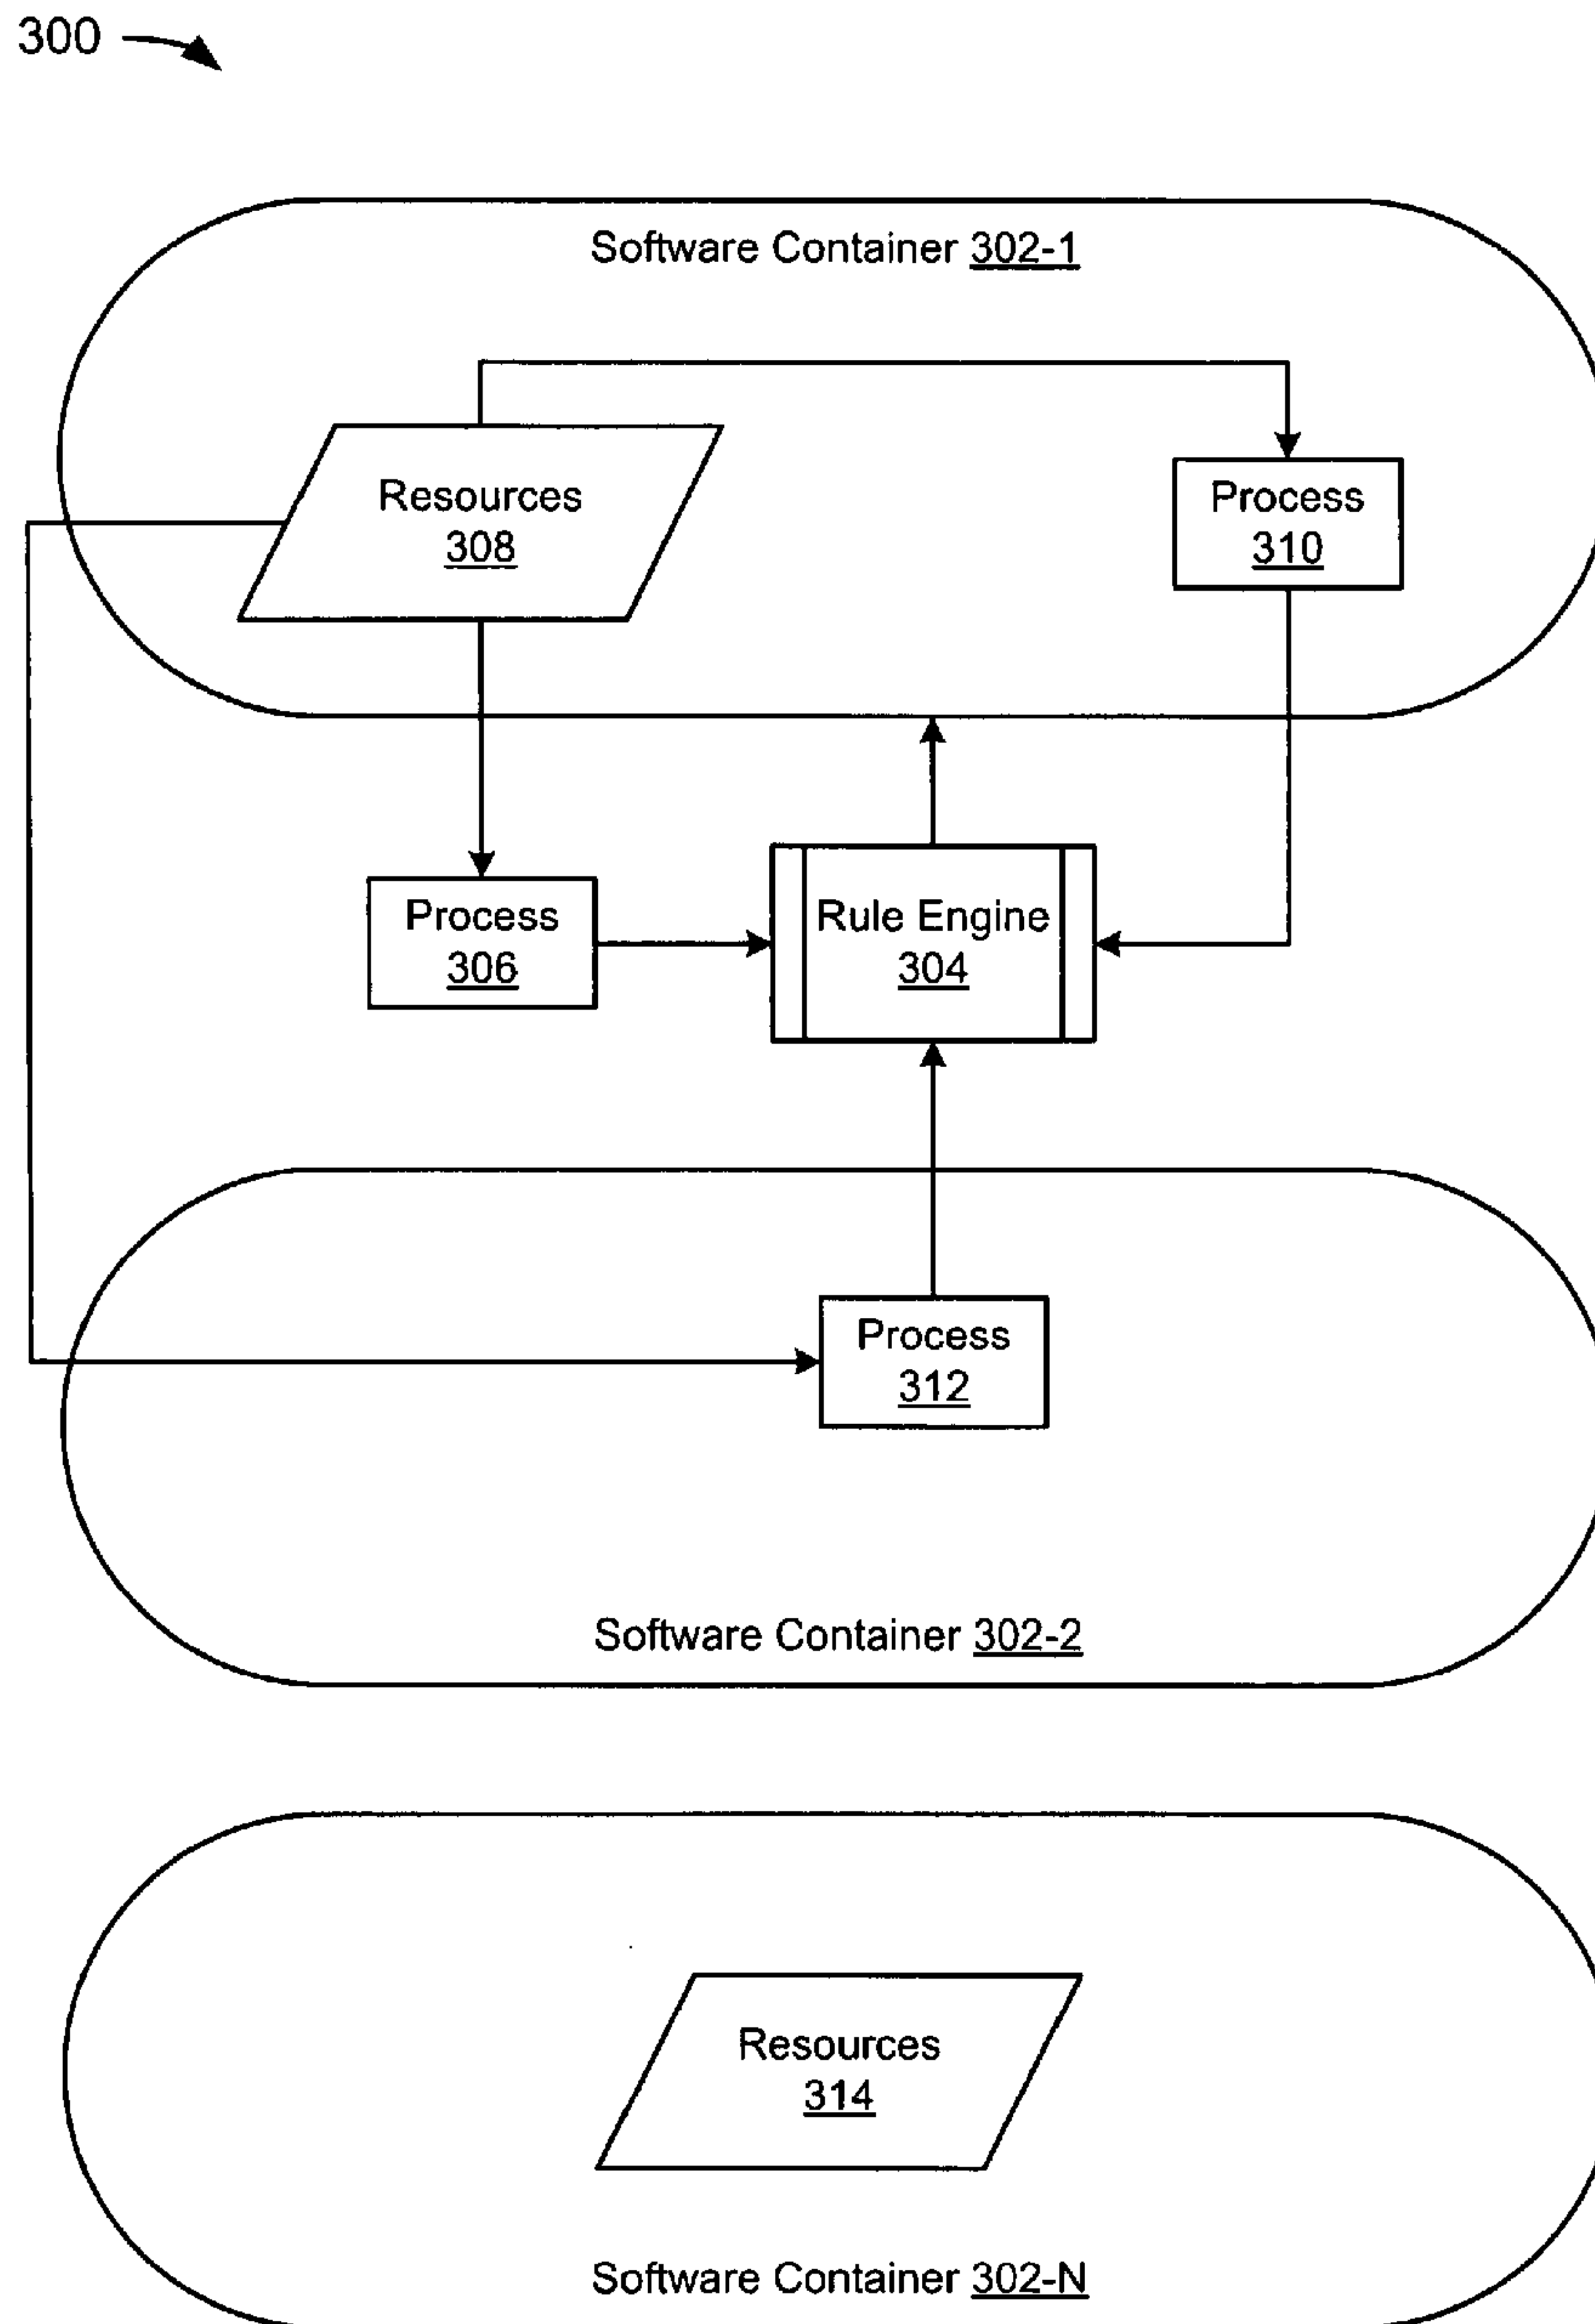 300
Software Container 302-1
Resources
308
Process
310
Process
306
Rule Engine
304
Process
312
Software Container 302-2
Resources
314
Software Container 302-N